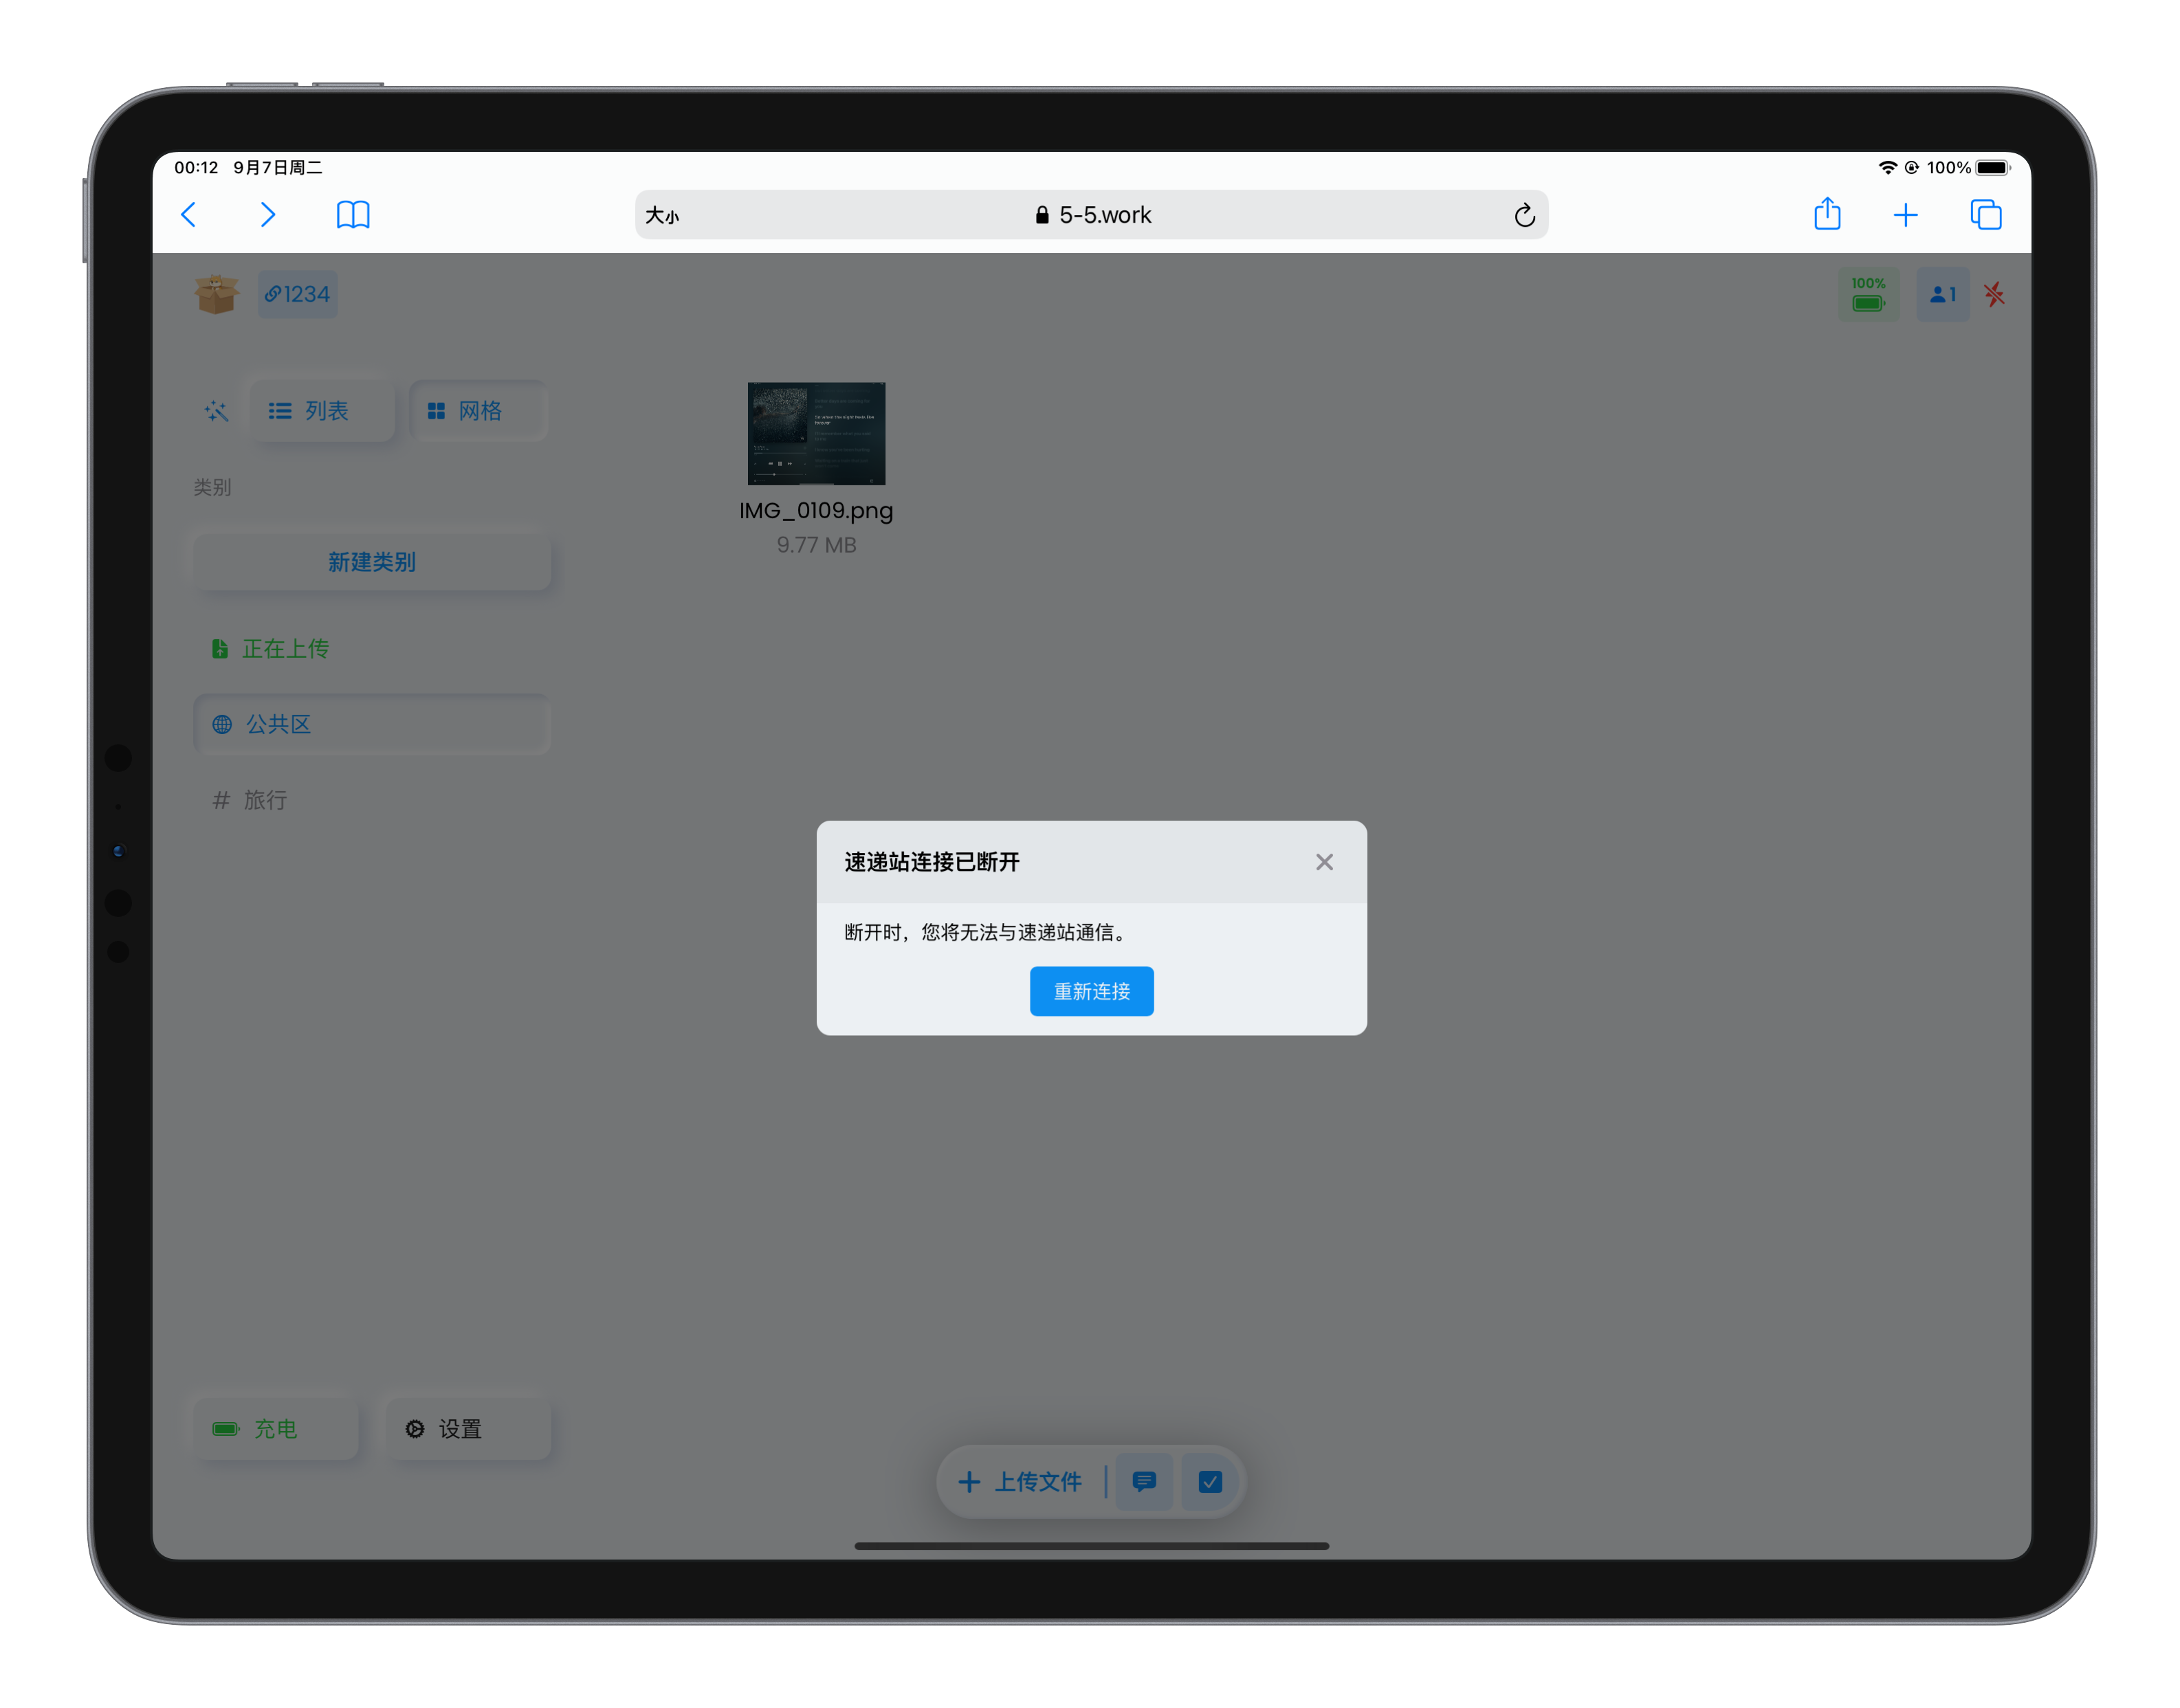 00:12 9月7日周二
100%
大小
5-5.work
1234
100%
1
列表
网格
类别
新建类别
正在上传
公共区
# 旅行
IMG_0109.png
9.77 MB
速递站连接已断开
断开时，您将无法与速递站通信。
重新连接
充电
设置
上传文件